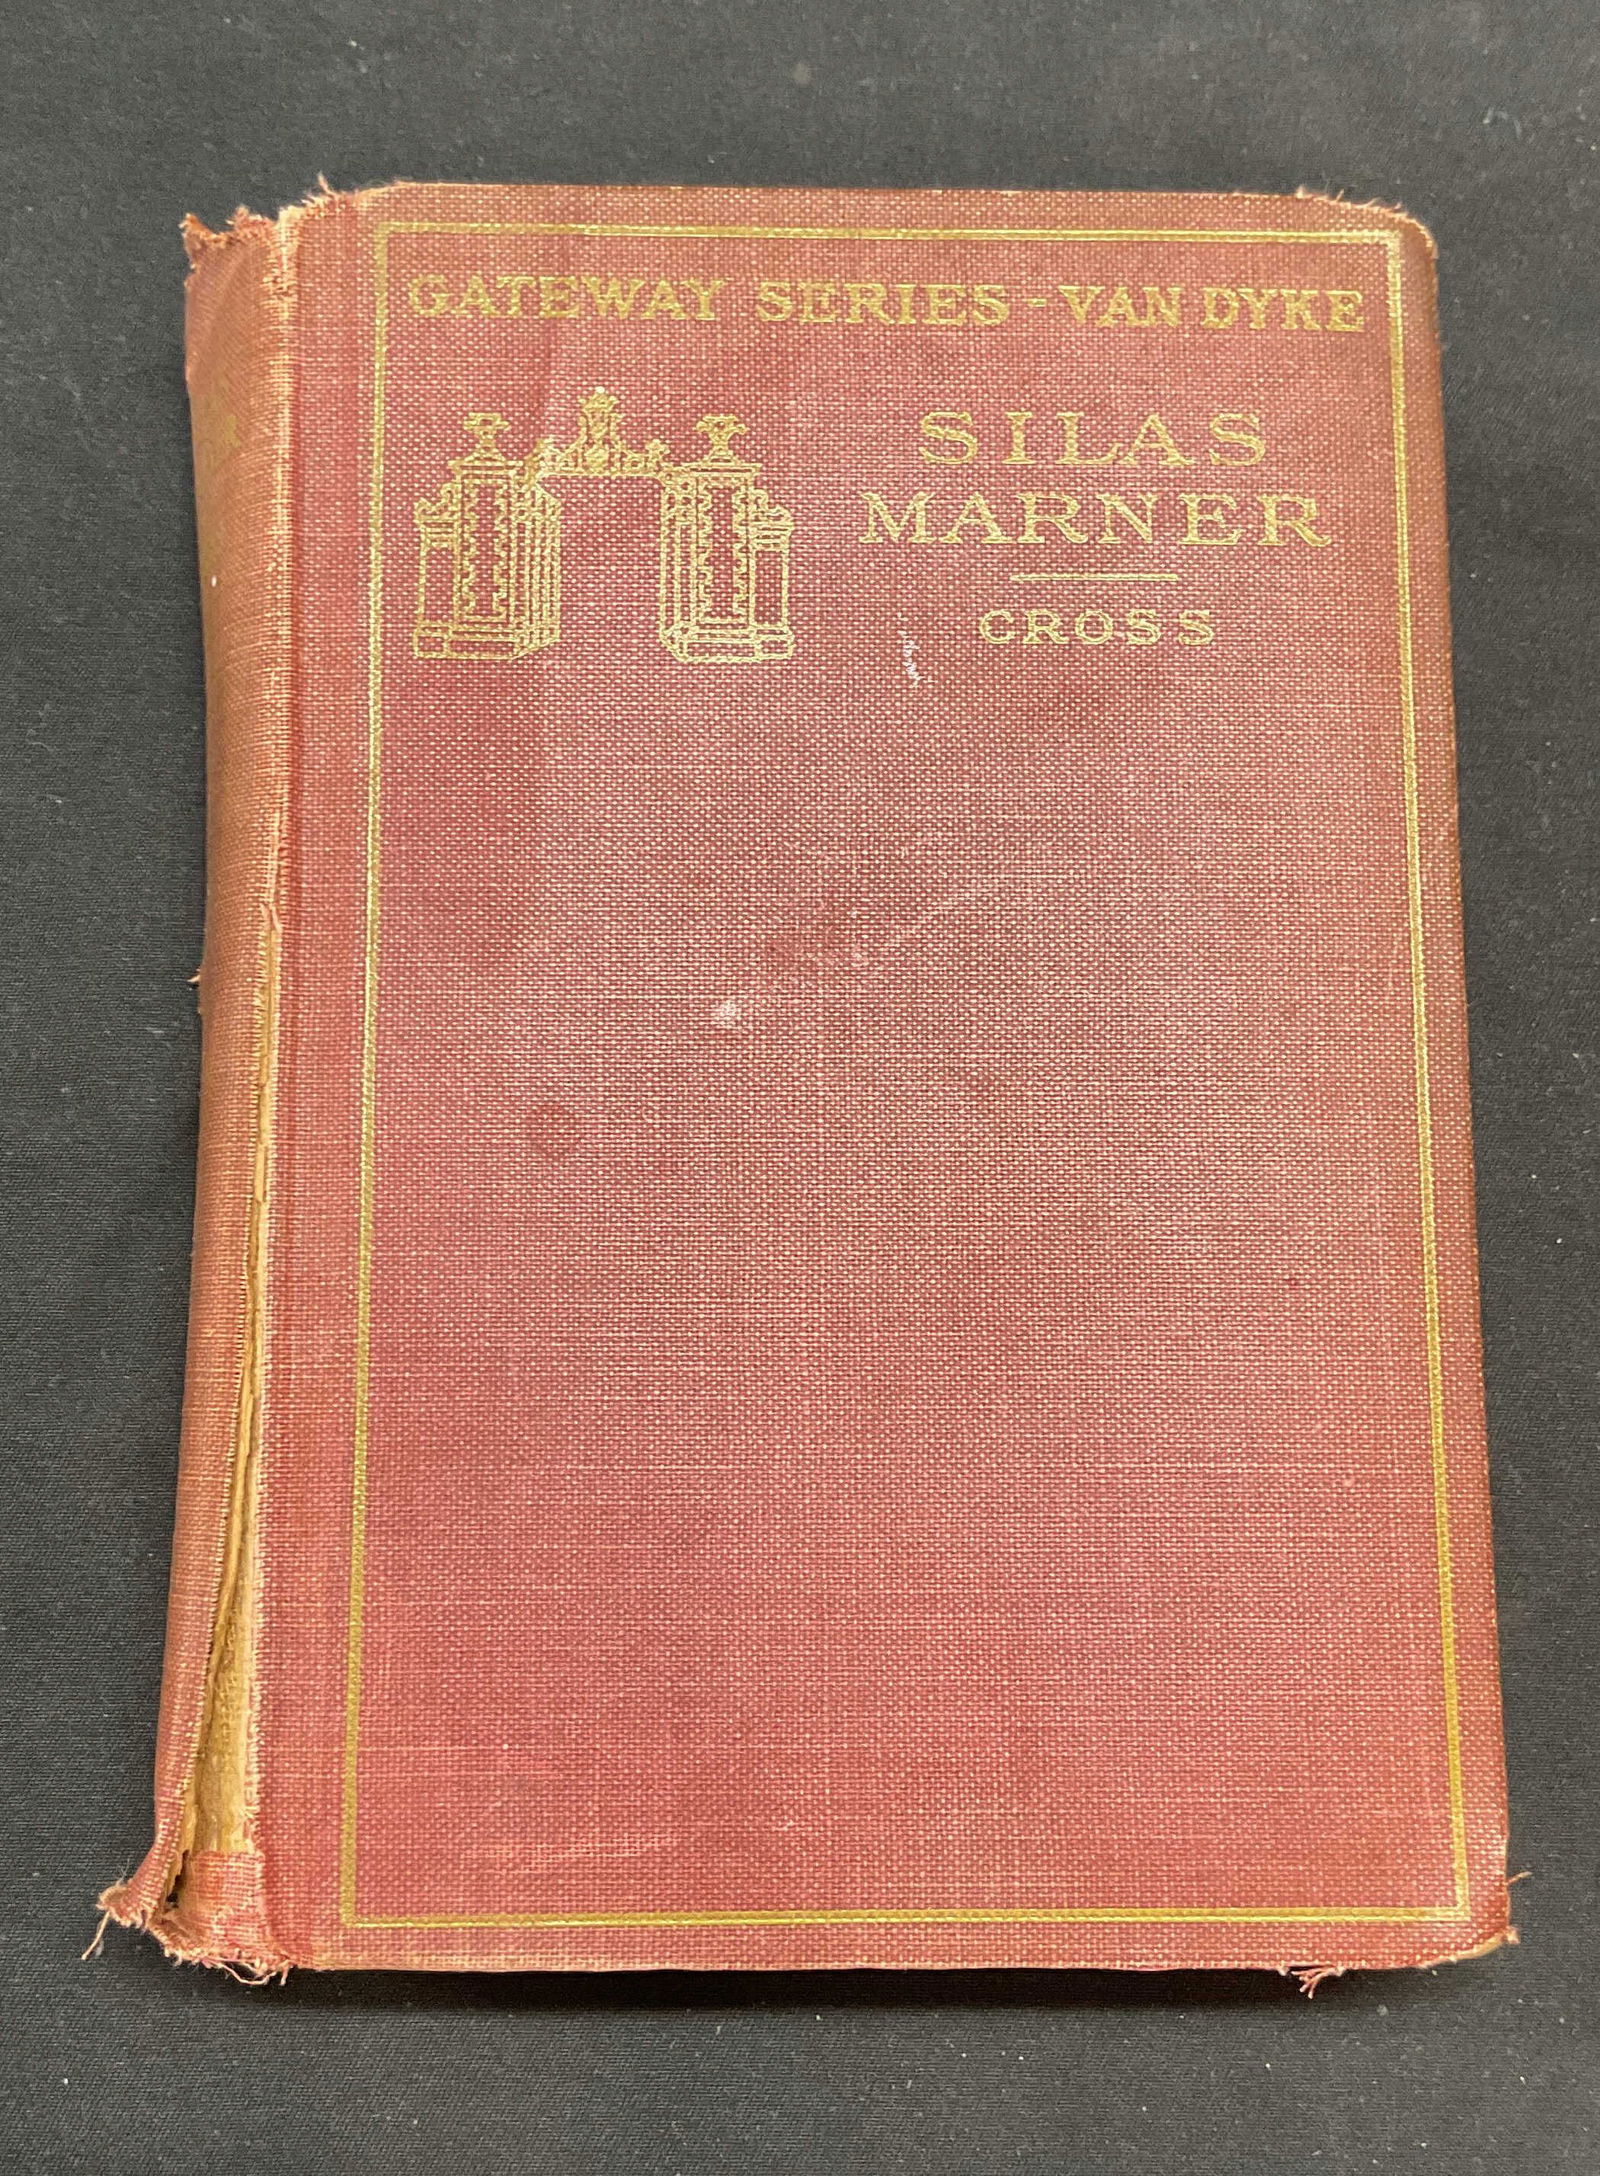 GATEWAY SERIES - VAN DYKE
SILAS
MARNER
CROSS